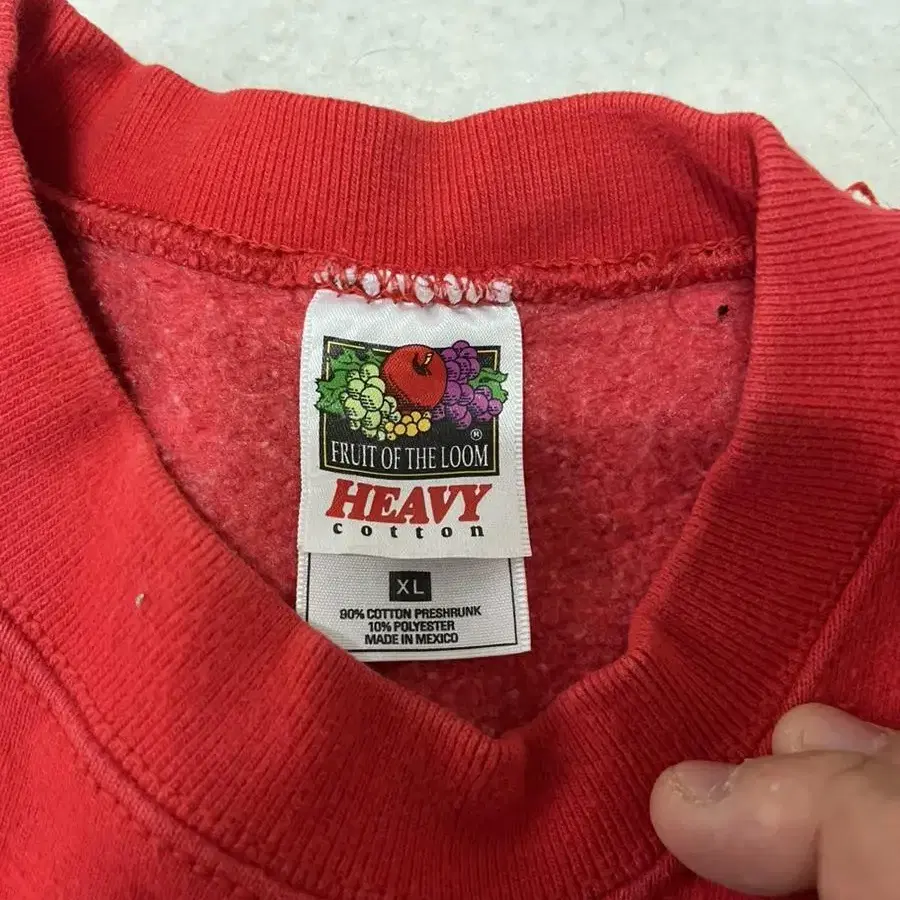 ®
FRUIT OF THE LOOM
HEAVY
cotton
XL
90% COTTON PRESHRUNK
10% POLYESTER
MADE IN MEXICO